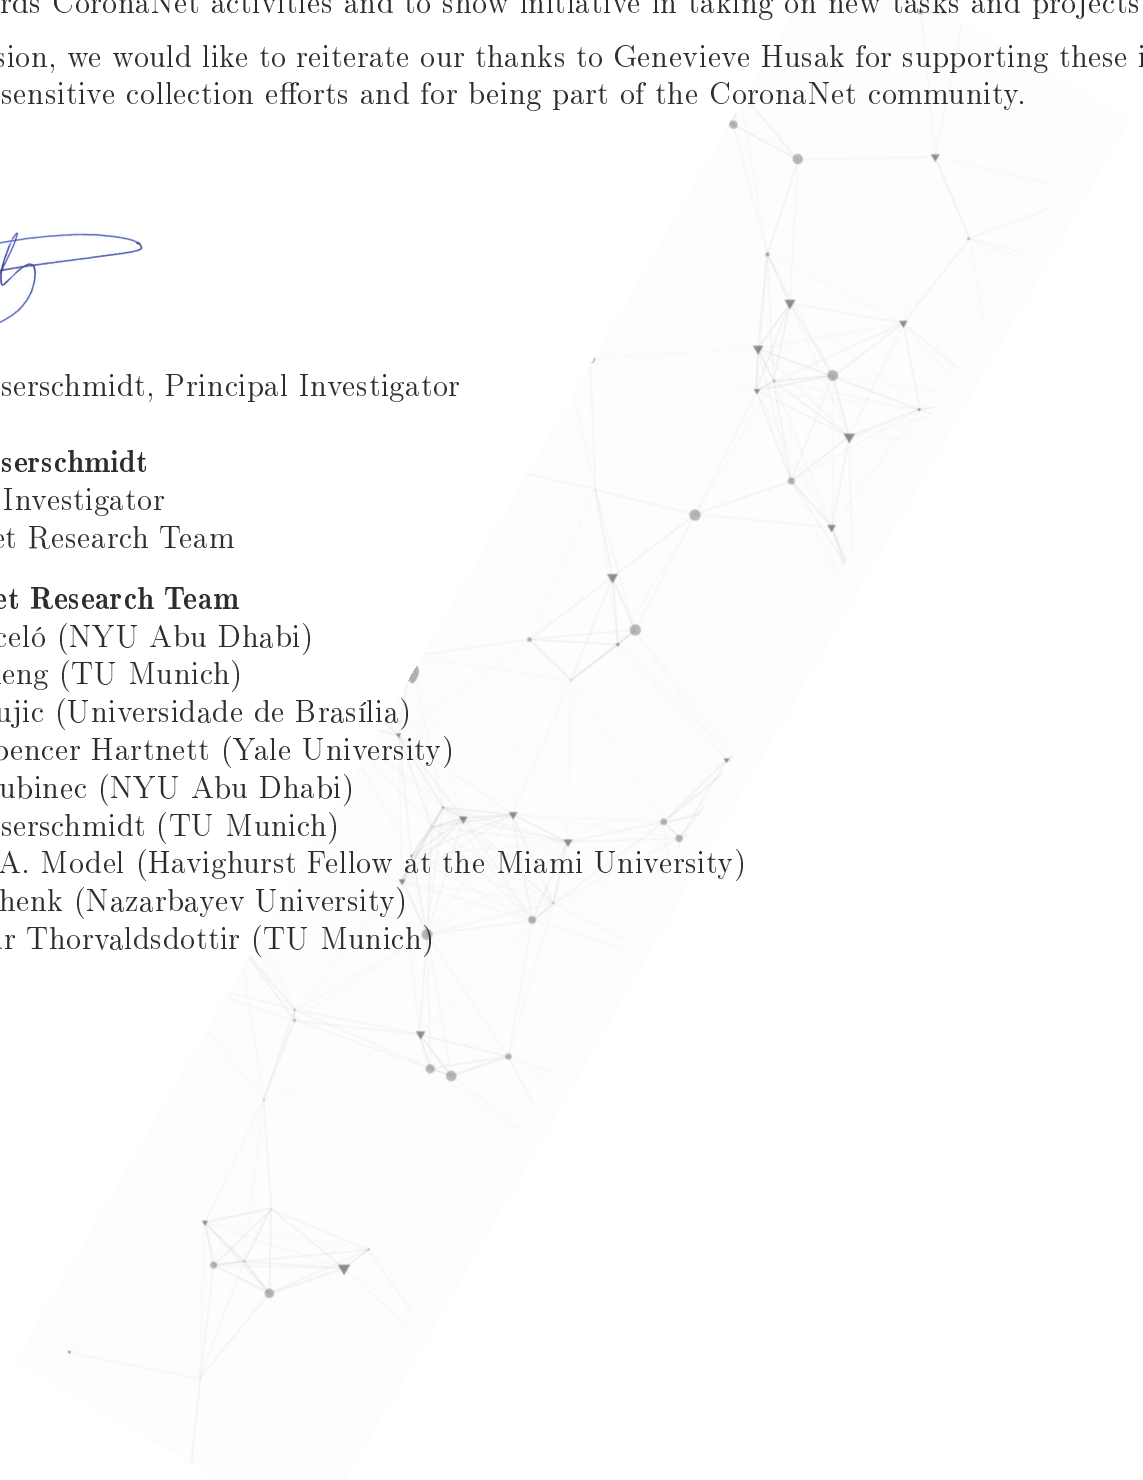 rds CoronaNet activities and to show initiative in taking on new tasks and projects
sion, we would like to reiterate our thanks to Genevieve Husak for supporting these i
sensitive collection efforts and for being part of the CoronaNet community.
serschmidt, Principal Investigator
serschmidt
Investigator
et Research Team
et Research Team
celó (NYU Abu Dhabi)
eng (TU Munich)
ujic (Universidade de Brasília)
pencer Hartnett (Yale University)
ubinec (NYU Abu Dhabi)
serschmidt (TU Munich)
A. Model (Havighurst Fellow at the Miami University)
henk (Nazarbayev University)
ur Thorvaldsdottir (TU Munich)